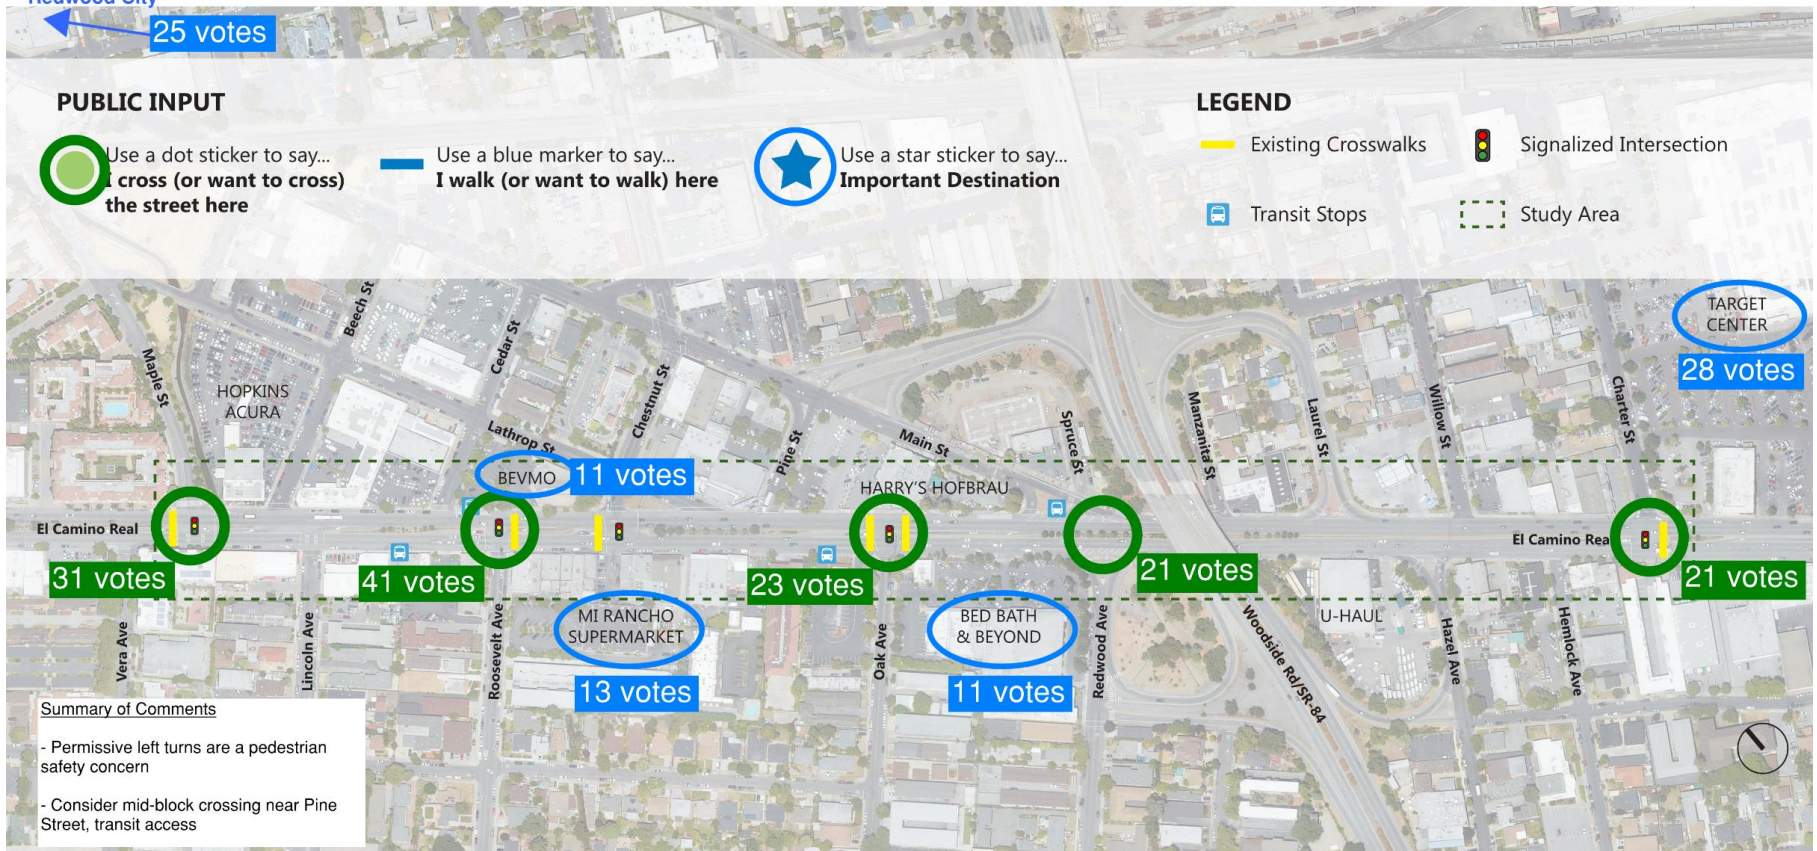 Redwood City
25 votes
PUBLIC INPUT
Use a dot sticker to say...
I cross (or want to cross)
the street here
Use a blue marker to say...
I walk (or want to walk) here
Use a star sticker to say...
Important Destination
LEGEND
Existing Crosswalks
Signalized Intersection
Transit Stops
Study Area
TARGET
CENTER
28 votes
Maple St
HOPKINS
ACURA
Beech St
Cedar St
Lathrop St
Chestnut St
Pine St
Main St
Spruce St
Manzanita St
Laurel St
Willow St
Charter St
BEVMO
11 votes
HARRY'S HOFBRAU
El Camino Real
El Camino Rea
31 votes
41 votes
23 votes
21 votes
21 votes
Vera Ave
Lincoln Ave
Roosevelt Ave
MI RANCHO
SUPERMARKET
13 votes
Oak Ave
BED BATH
& BEYOND
11 votes
Redwood Ave
Woodside Rd/SR-84
U-HAUL
Hazel Ave
Hemlock Ave
Summary of Comments
- Permissive left turns are a pedestrian
safety concern
- Consider mid-block crossing near Pine
Street, transit access